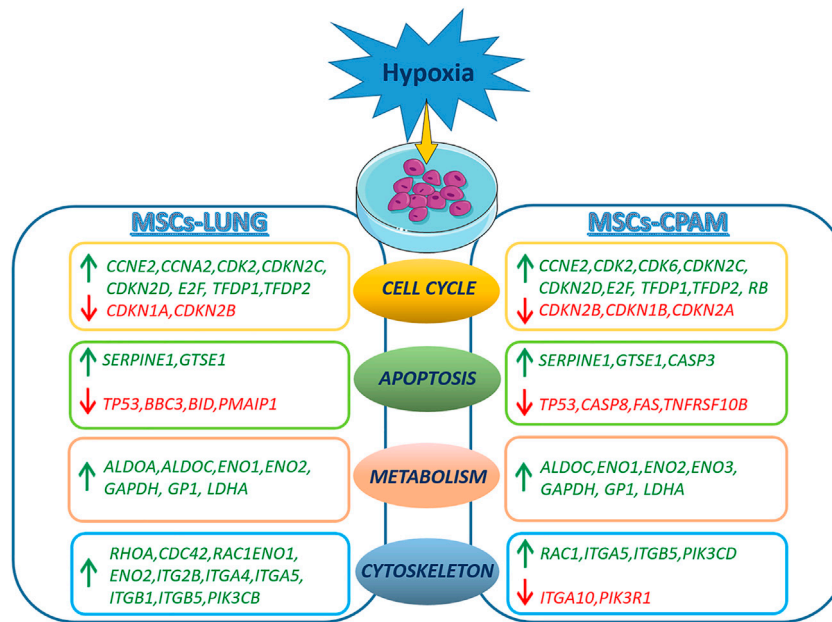 Hypoxia
MSCs-LUNG
CCNE2,CCNA2,CDK2,CDKN2C,
CDKN2D, E2F, TFDP1,TFDP2
CDKN1A,CDKN2B
SERPINE1,GTSE1
TP53,BBC3,BID,PMAIP1
ALDOA,ALDOC,ENO1,ENO2,
GAPDH, GP1, LDHA
RHOA,CDC42,RAC1ENO1,
ENO2,ITG2B,ITGA4,ITGA5,
ITGB1,ITGB5,PIK3CB
CELL CYCLE
APOPTOSIS
METABOLISM
CYTOSKELETON
MSCs-CPAM
CCNE2,CDK2,CDK6,CDKN2C,
CDKN2D,E2F, TFDP1,TFDP2, RB
CDKN2B,CDKN1B,CDKN2A
SERPINE1,GTSE1,CASP3
TP53,CASP8,FAS,TNFRSF10B
ALDOC,ENO1,ENO2,ENO3,
GAPDH, GP1, LDHA
RAC1,ITGA5,ITGB5,PIK3CD
ITGA10,PIK3R1